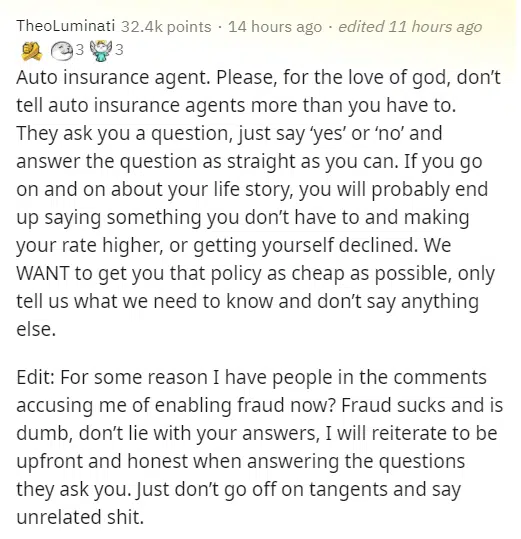 TheoLuminati 32.4k points · 14 hours ago · edited 11 hours ago
3 3
Auto insurance agent. Please, for the love of god, don’t
tell auto insurance agents more than you have to.
They ask you a question, just say ‘yes’ or ‘no’ and
answer the question as straight as you can. If you go
on and on about your life story, you will probably end
up saying something you don’t have to and making
your rate higher, or getting yourself declined. We
WANT to get you that policy as cheap as possible, only
tell us what we need to know and don’t say anything
else.
Edit: For some reason I have people in the comments
accusing me of enabling fraud now? Fraud sucks and is
dumb, don’t lie with your answers, I will reiterate to be
upfront and honest when answering the questions
they ask you. Just don’t go off on tangents and say
unrelated shit.